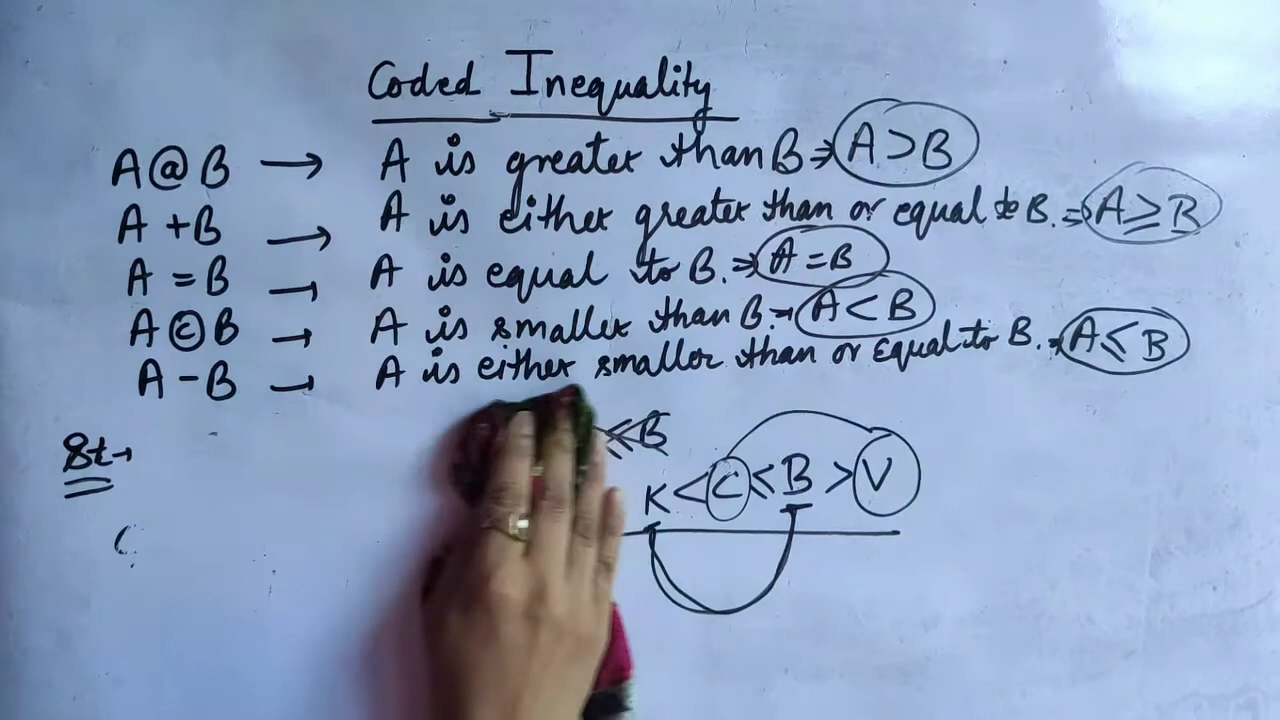 Coded Inequality
A @ B → A is greater than B ⇒ A > B
A + B → A is either greater than or equal to B. ⇒ A ≥ B
A = B → A is equal to B. ⇒ A = B
A © B → A is smaller than B. → A < B
A - B → A is either smaller than or equal to B. → A ≤ B
St →
< B
K < C ≤ B > V